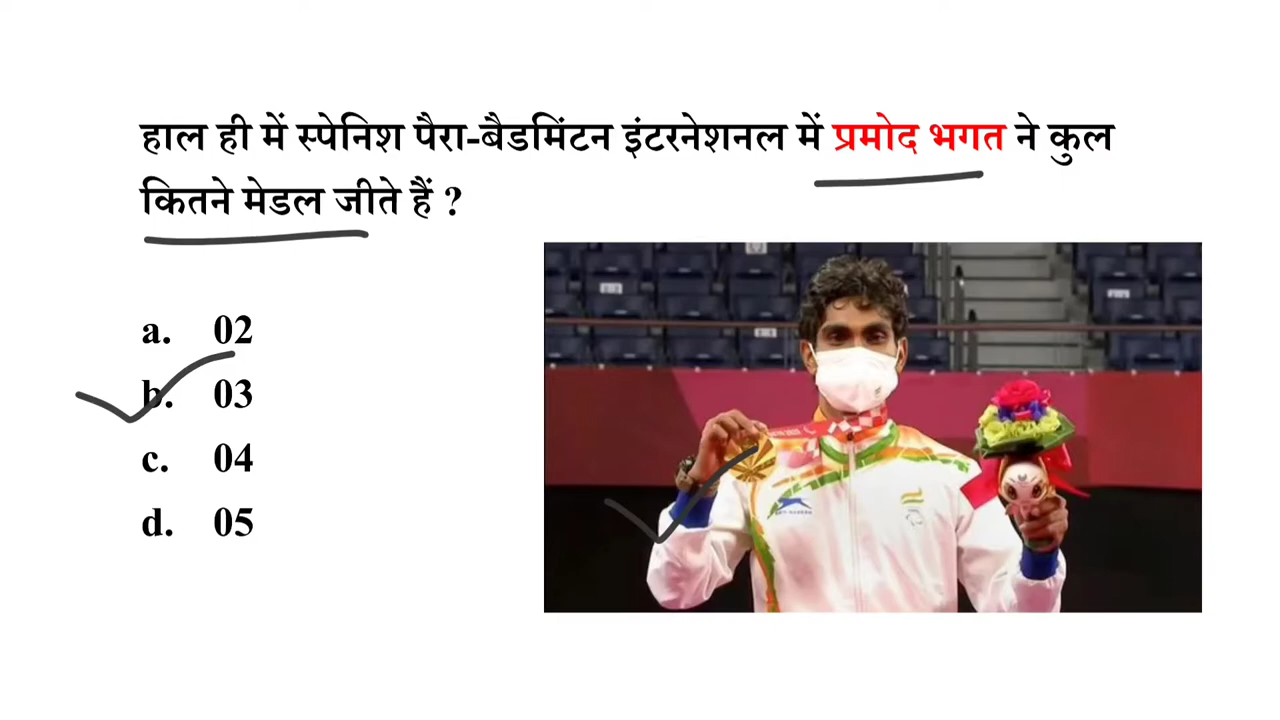 हाल ही में स्पेनिश पैरा-बैडमिंटन इंटरनेशनल में प्रमोद भगत ने कुल
कितने मेडल जीते हैं ?
a. 02
b. 03
c. 04
d. 05